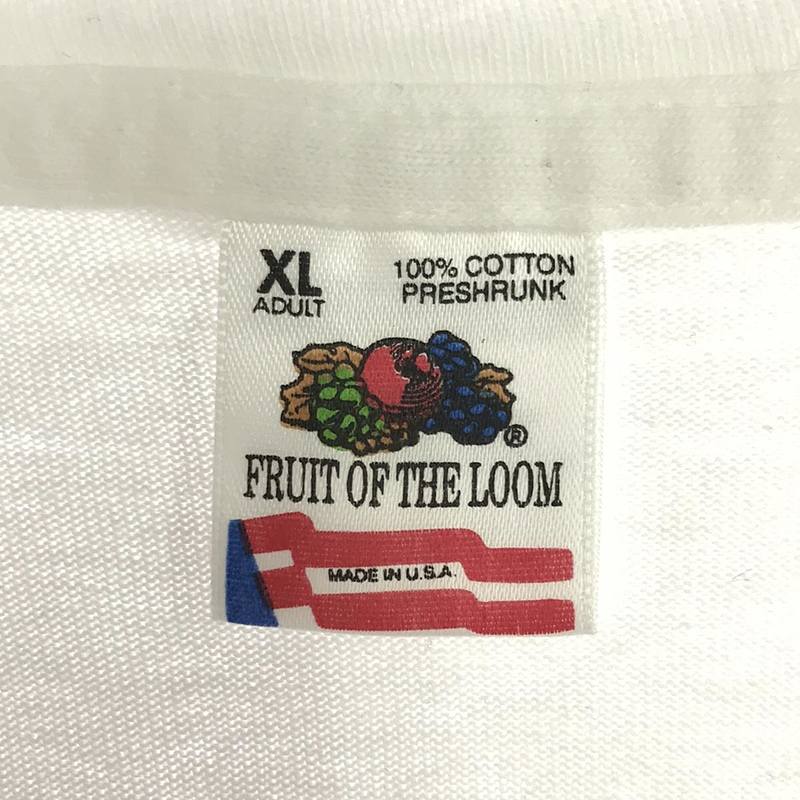 XL
ADULT
100% COTTON
PRESHRUNK
®
FRUIT OF THE LOOM
MADE IN U.S.A.